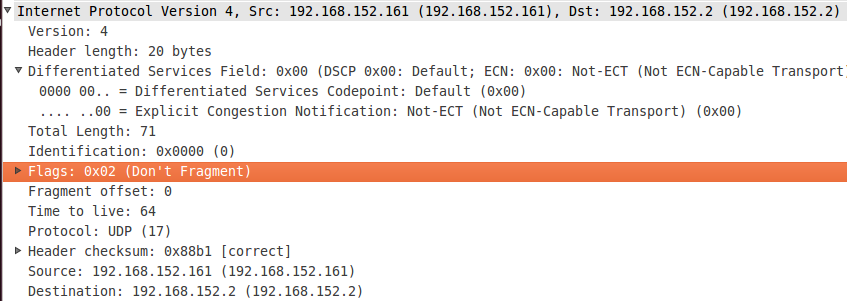 Internet Protocol Version 4, Src: 192.168.152.161 (192.168.152.161), Dst: 192.168.152.2 (192.168.152.2)
Version: 4
Header length: 20 bytes
Differentiated Services Field: 0x00 (DSCP 0x00: Default; ECN: 0x00: Not-ECT (Not ECN-Capable Transport)
0000 00.. = Differentiated Services Codepoint: Default (0x00)
.... ..00 = Explicit Congestion Notification: Not-ECT (Not ECN-Capable Transport) (0x00)
Total Length: 71
Identification: 0x0000 (0)
Flags: 0x02 (Don't Fragment)
Fragment offset: 0
Time to live: 64
Protocol: UDP (17)
Header checksum: 0x88b1 [correct]
Source: 192.168.152.161 (192.168.152.161)
Destination: 192.168.152.2 (192.168.152.2)